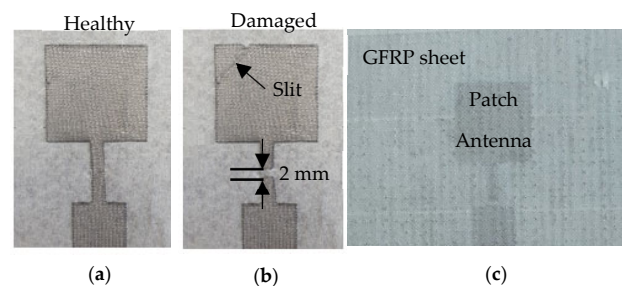 Healthy
Damaged
Slit
2 mm
GFRP sheet
Patch
Antenna
(a)
(b)
(c)